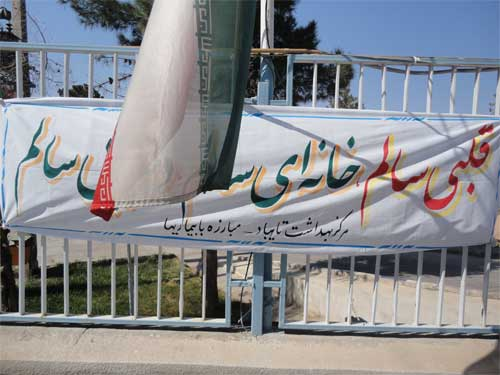 قلبی سالم خانه‌ای سالم
مرکز بهداشت تایباد - مبارزه با بیماریها